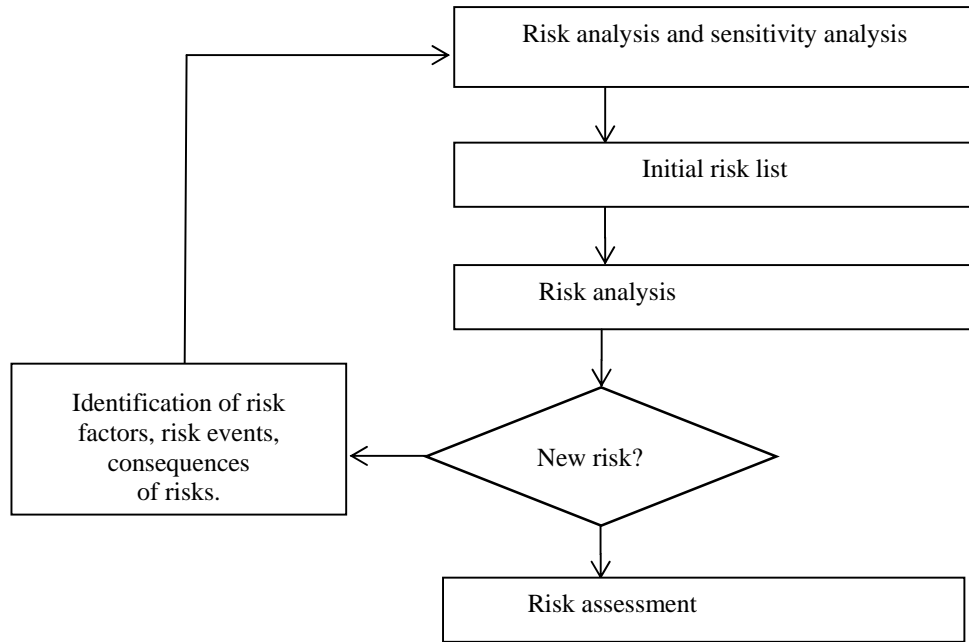 Risk analysis and sensitivity analysis
Initial risk list
Risk analysis
Identification of risk
factors, risk events,
consequences
of risks.
New risk?
Risk assessment